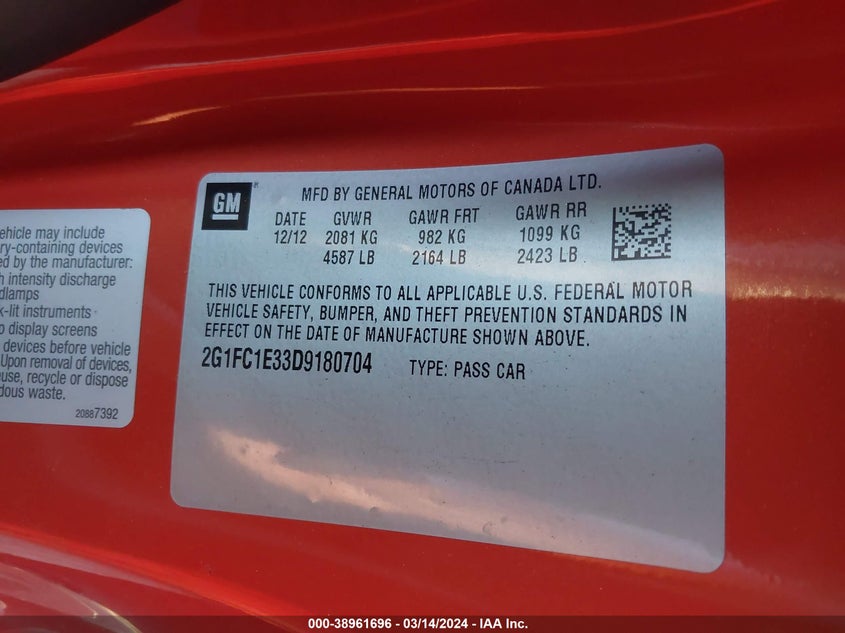 ehicle may include
ry-containing devices
ed by the manufacturer:
h intensity discharge
dlamps
k-lit instruments
o display screens
devices before vehicle
Upon removal of devices,
use, recycle or dispose
dous waste.
20887392
GM®
MFD BY GENERAL MOTORS OF CANADA LTD.
DATE GVWR GAWR FRT GAWR RR
12/12 2081 KG 982 KG 1099 KG
4587 LB 2164 LB 2423 LB
THIS VEHICLE CONFORMS TO ALL APPLICABLE U.S. FEDERAL MOTOR
VEHICLE SAFETY, BUMPER, AND THEFT PREVENTION STANDARDS IN
EFFECT ON THE DATE OF MANUFACTURE SHOWN ABOVE.
2G1FC1E33D9180704 TYPE: PASS CAR
000-38961696 - 03/14/2024 - IAA Inc.